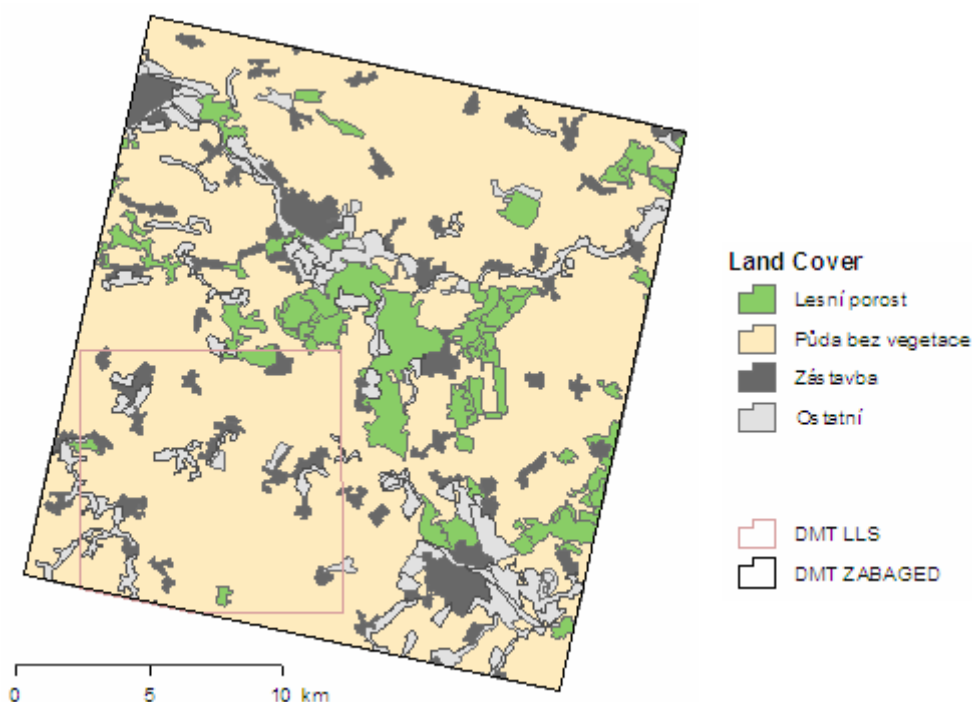 Land Cover
Lesní porost
Půda bez vegetace
Zástavba
Ostatní
DMT LLS
DMT ZABAGED
0 5 10 km